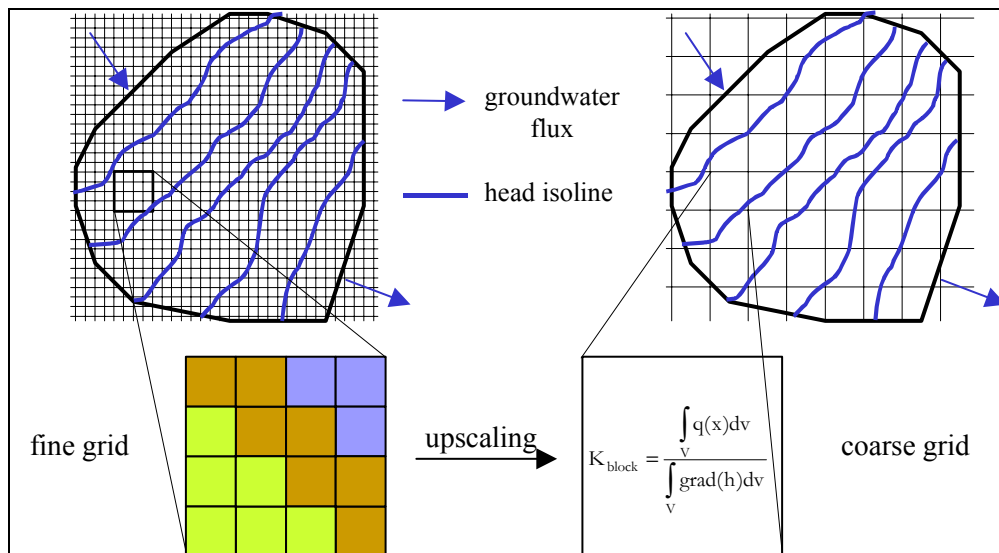 groundwater
flux
head isoline
fine grid
upscaling
K_block = ∫_V q(x)dv / ∫_V grad(h)dv
coarse grid